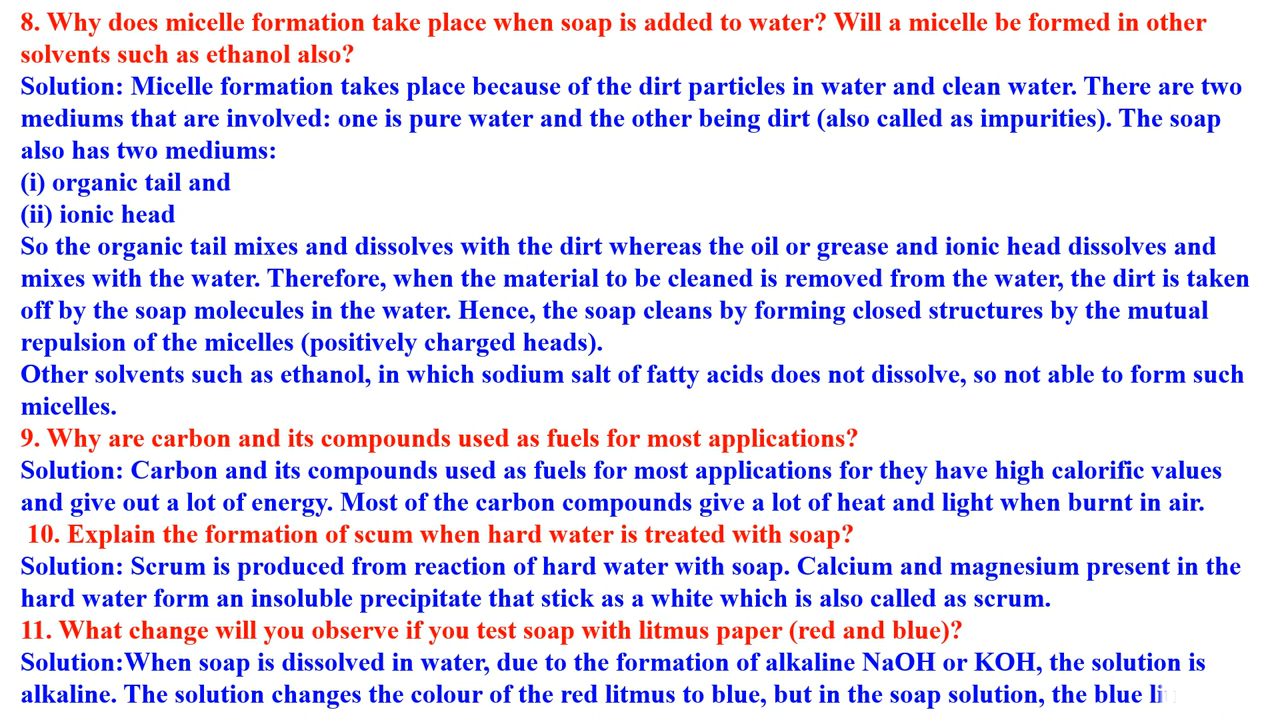 8. Why does micelle formation take place when soap is added to water? Will a micelle be formed in other
solvents such as ethanol also?
Solution: Micelle formation takes place because of the dirt particles in water and clean water. There are two
mediums that are involved: one is pure water and the other being dirt (also called as impurities). The soap
also has two mediums:
(i) organic tail and
(ii) ionic head
So the organic tail mixes and dissolves with the dirt whereas the oil or grease and ionic head dissolves and
mixes with the water. Therefore, when the material to be cleaned is removed from the water, the dirt is taken
off by the soap molecules in the water. Hence, the soap cleans by forming closed structures by the mutual
repulsion of the micelles (positively charged heads).
Other solvents such as ethanol, in which sodium salt of fatty acids does not dissolve, so not able to form such
micelles.
9. Why are carbon and its compounds used as fuels for most applications?
Solution: Carbon and its compounds used as fuels for most applications for they have high calorific values
and give out a lot of energy. Most of the carbon compounds give a lot of heat and light when burnt in air.
10. Explain the formation of scum when hard water is treated with soap?
Solution: Scrum is produced from reaction of hard water with soap. Calcium and magnesium present in the
hard water form an insoluble precipitate that stick as a white which is also called as scrum.
11. What change will you observe if you test soap with litmus paper (red and blue)?
Solution:When soap is dissolved in water, due to the formation of alkaline NaOH or KOH, the solution is
alkaline. The solution changes the colour of the red litmus to blue, but in the soap solution, the blue